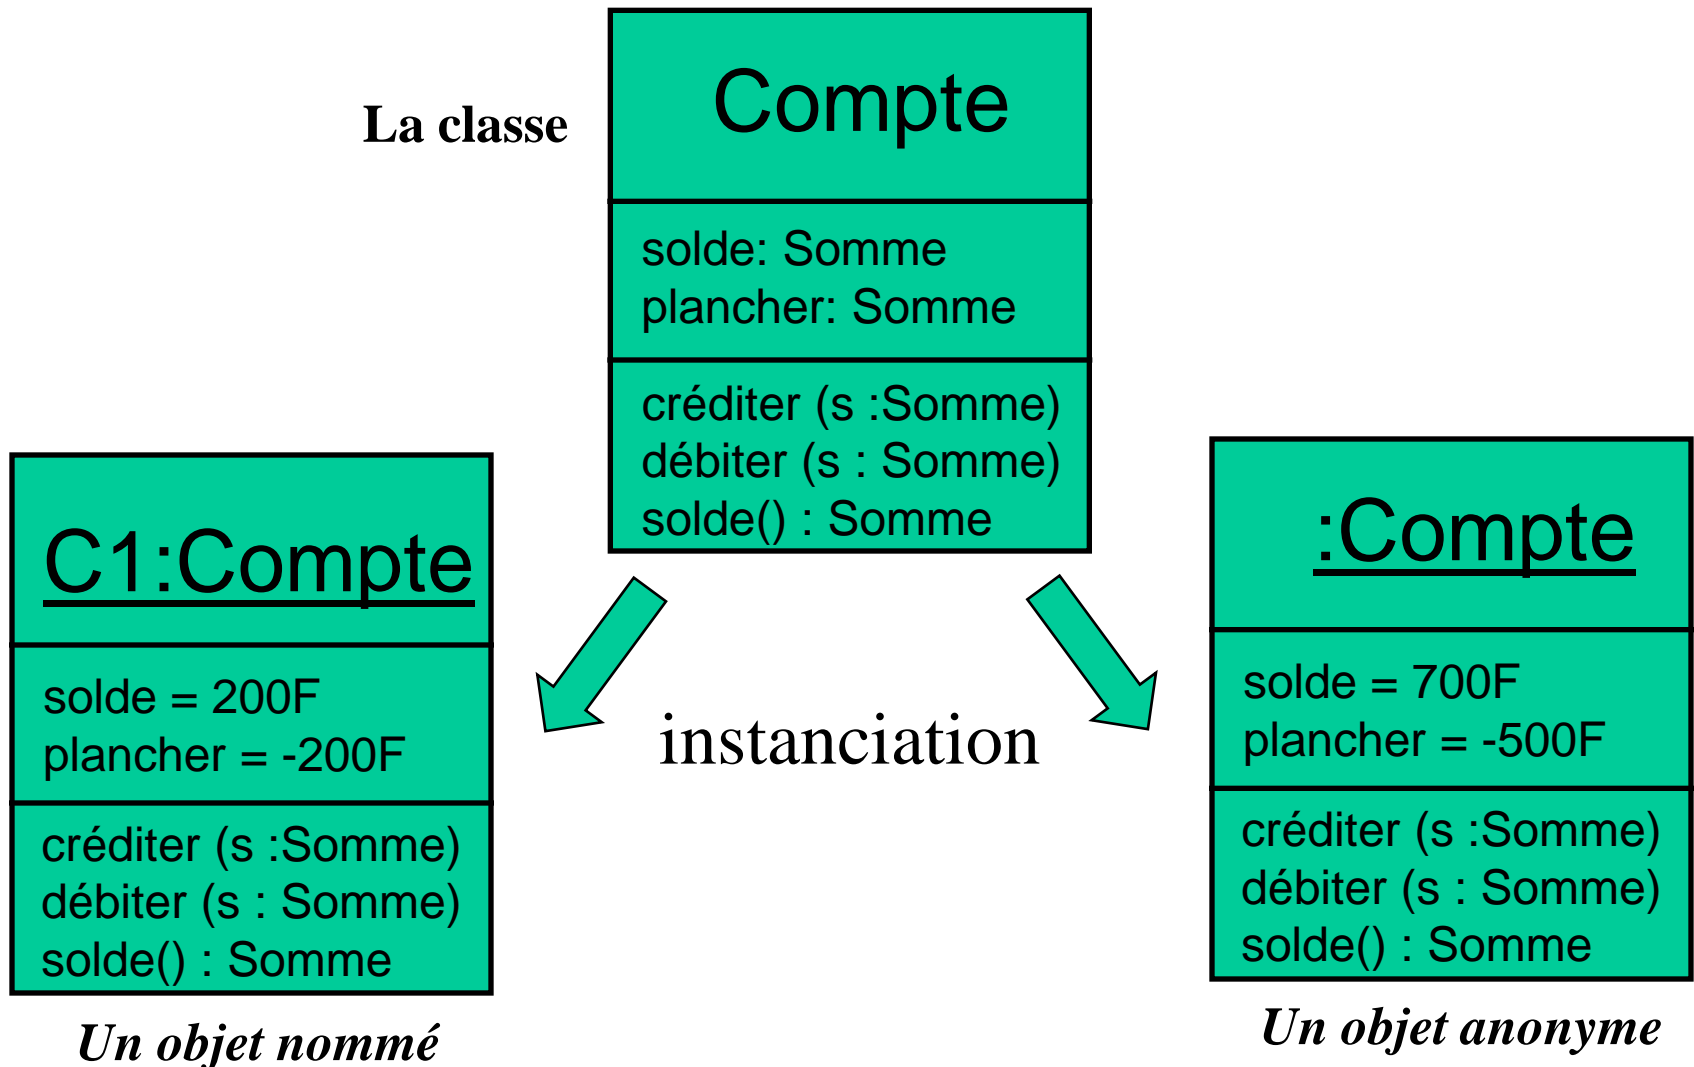 La classe
Compte
solde: Somme
plancher: Somme
créditer (s :Somme)
débiter (s : Somme)
solde() : Somme
C1:Compte
solde = 200F
plancher = -200F
créditer (s :Somme)
débiter (s : Somme)
solde() : Somme
Un objet nommé
instanciation
:Compte
solde = 700F
plancher = -500F
créditer (s :Somme)
débiter (s : Somme)
solde() : Somme
Un objet anonyme